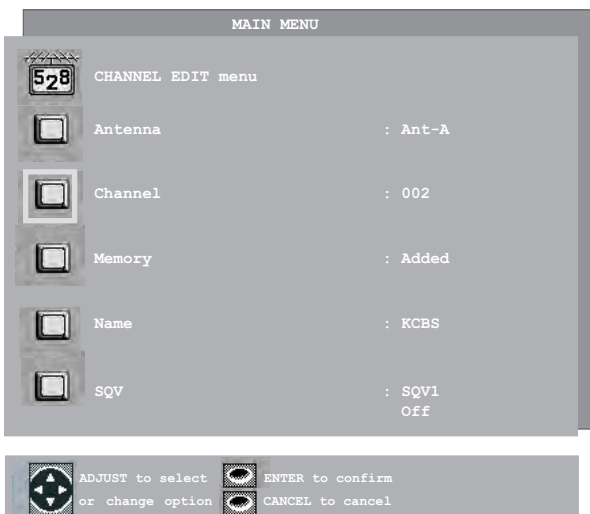 MAIN MENU
528
CHANNEL EDIT menu
Antenna : Ant-A
Channel : 002
Memory : Added
Name : KCBS
SQV : SQV1
Off
ADJUST to select ENTER to confirm
or change option CANCEL to cancel